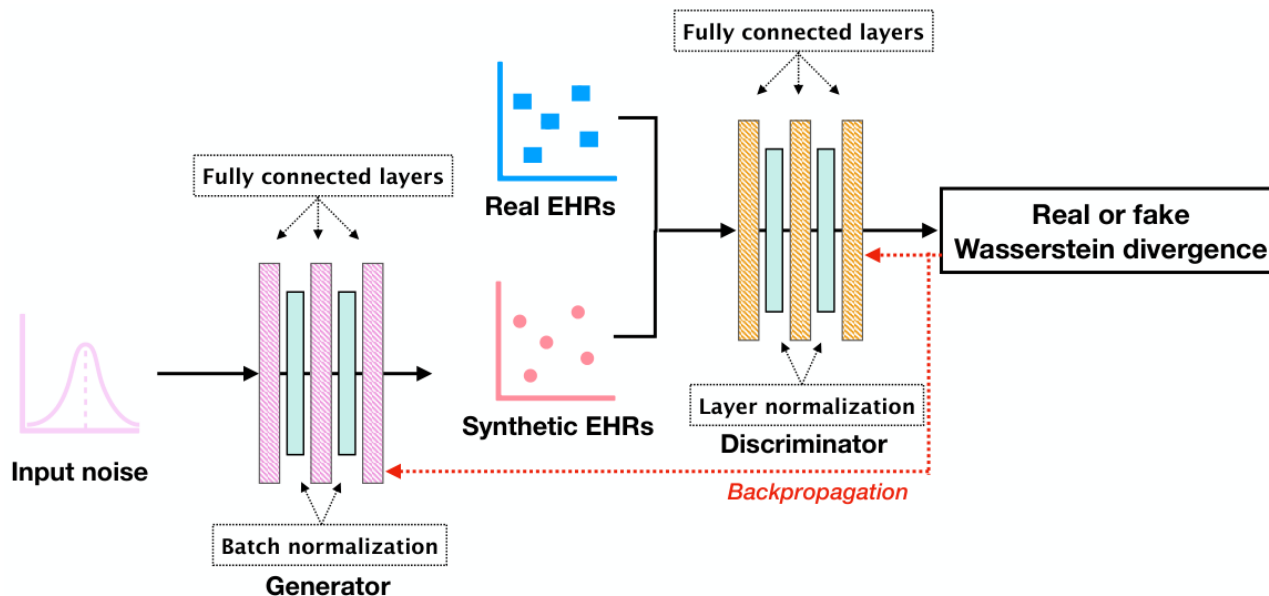 Fully connected layers
Real EHRs
Fully connected layers
Real or fake
Wasserstein divergence
Input noise
Synthetic EHRs
Layer normalization
Discriminator
Backpropagation
Batch normalization
Generator